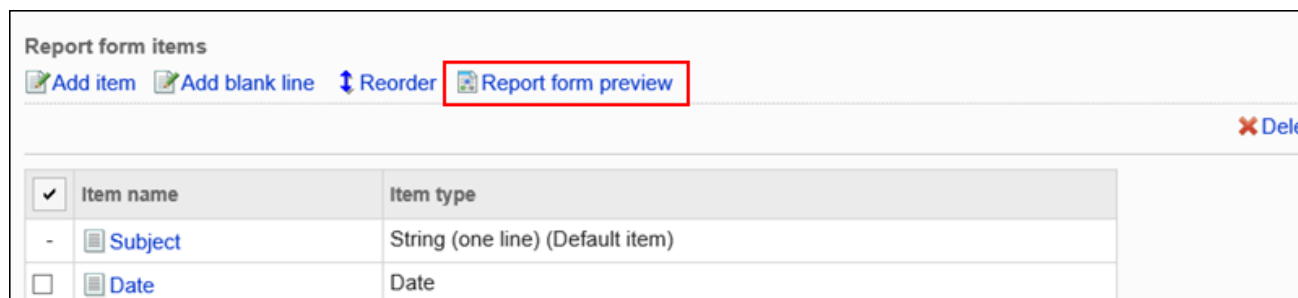 Report form items
Add item Add blank line Reorder Report form preview
Item name Item type
- Subject String (one line) (Default item)
Date Date